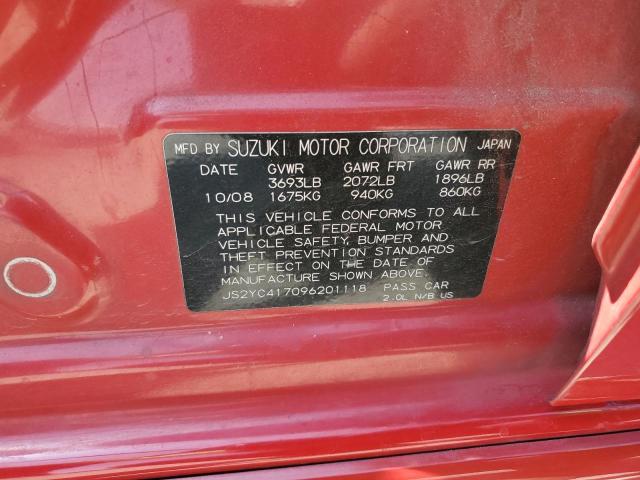 MFD BY SUZUKI MOTOR CORPORATION JAPAN
DATE GVWR GAWR FRT GAWR RR
3693LB 2072LB 1896LB
10/08 1675KG 940KG 860KG
THIS VEHICLE CONFORMS TO ALL
APPLICABLE FEDERAL MOTOR
VEHICLE SAFETY, BUMPER AND
THEFT PREVENTION STANDARDS
IN EFFECT ON THE DATE OF
MANUFACTURE SHOWN ABOVE.
JS2YC417096201118 PASS CAR
2.0L N/B US